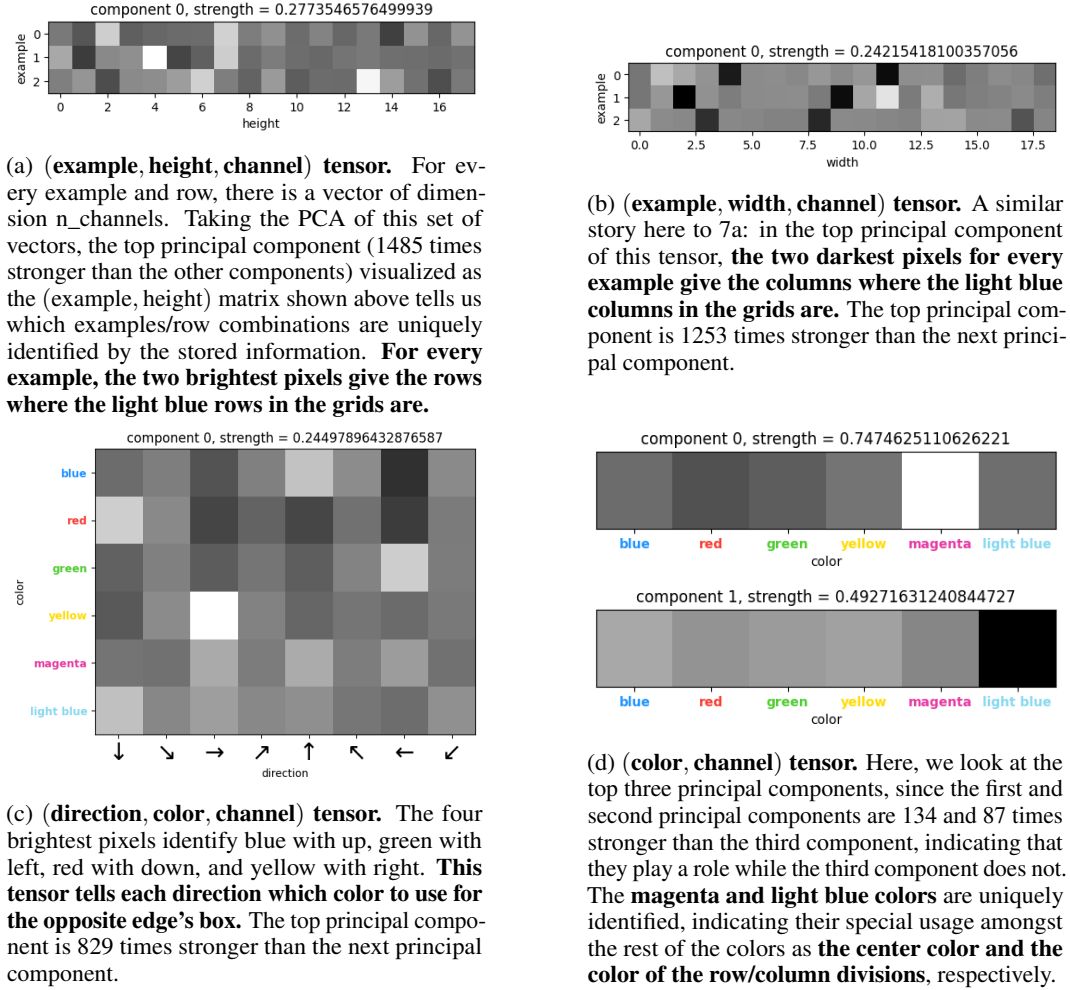 component 0, strength = 0.2773546576499939
example
0
1
2
0 2 4 6 8 10 12 14 16
height
(a) (example, height, channel) tensor. For ev-
ery example and row, there is a vector of dimen-
sion n_channels. Taking the PCA of this set of
vectors, the top principal component (1485 times
stronger than the other components) visualized as
the (example, height) matrix shown above tells us
which examples/row combinations are uniquely
identified by the stored information. For every
example, the two brightest pixels give the rows
where the light blue rows in the grids are.
component 0, strength = 0.24215418100357056
example
0
1
2
0.0 2.5 5.0 7.5 10.0 12.5 15.0 17.5
width
(b) (example, width, channel) tensor. A similar
story here to 7a: in the top principal component
of this tensor, the two darkest pixels for every
example give the columns where the light blue
columns in the grids are. The top principal com-
ponent is 1253 times stronger than the next princi-
pal component.
component 0, strength = 0.24497896432876587
color
blue
red
green
yellow
magenta
light blue
↓ ↘ → ↗ ↑ ↖ ← ↙
direction
(c) (direction, color, channel) tensor. The four
brightest pixels identify blue with up, green with
left, red with down, and yellow with right. This
tensor tells each direction which color to use for
the opposite edge's box. The top principal compo-
nent is 829 times stronger than the next principal
component.
component 0, strength = 0.7474625110626221
blue red green yellow magenta light blue
color
component 1, strength = 0.49271631240844727
blue red green yellow magenta light blue
color
(d) (color, channel) tensor. Here, we look at the
top three principal components, since the first and
second principal components are 134 and 87 times
stronger than the third component, indicating that
they play a role while the third component does not.
The magenta and light blue colors are uniquely
identified, indicating their special usage amongst
the rest of the colors as the center color and the
color of the row/column divisions, respectively.